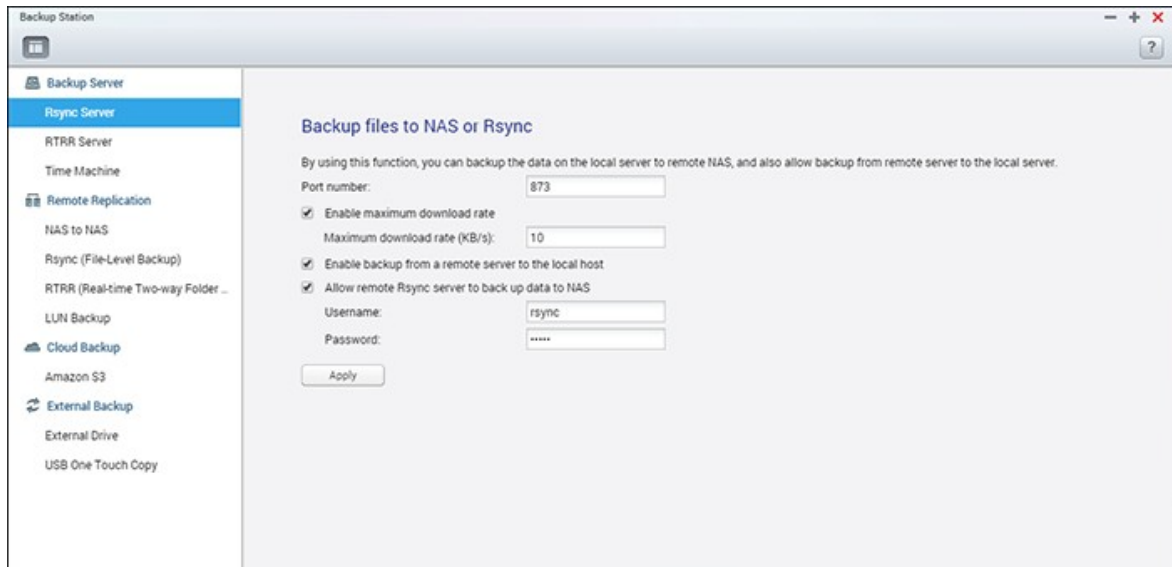 Backup Station
?
Backup Server
Rsync Server
RTRR Server
Time Machine
Remote Replication
NAS to NAS
Rsync (File-Level Backup)
RTRR (Real-time Two-way Folder ...
LUN Backup
Cloud Backup
Amazon S3
External Backup
External Drive
USB One Touch Copy
Backup files to NAS or Rsync
By using this function, you can backup the data on the local server to remote NAS, and also allow backup from remote server to the local server.
Port number: 873
Enable maximum download rate
Maximum download rate (KB/s): 10
Enable backup from a remote server to the local host
Allow remote Rsync server to back up data to NAS
Username: rsync
Password: •••••
Apply